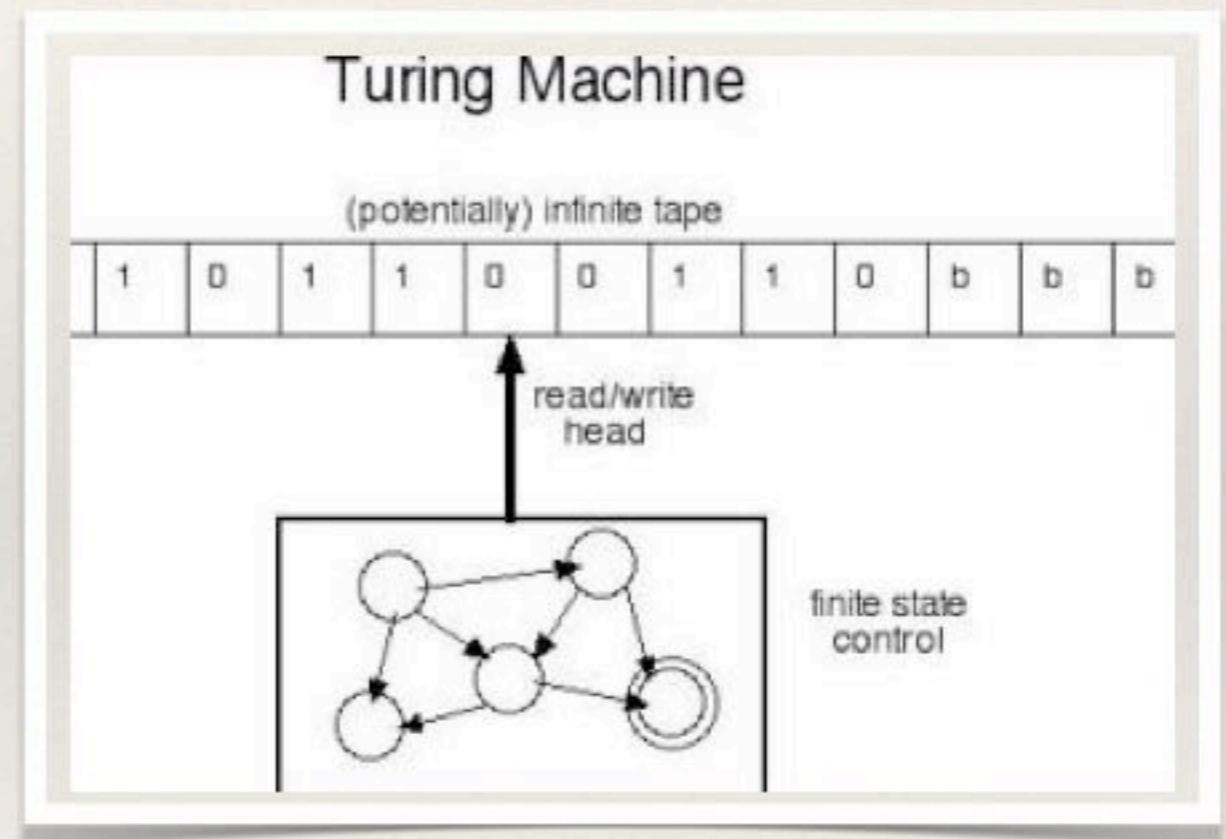 Turing Machine
(potentially) infinite tape
1 0 1 1 0 0 1 1 0 b b b
read/write
head
finite state
control